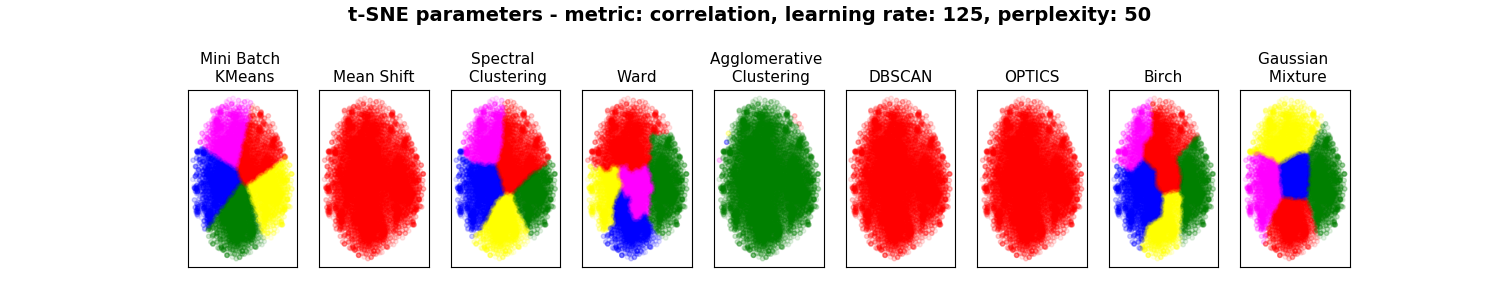 t-SNE parameters - metric: correlation, learning rate: 125, perplexity: 50
Mini Batch
KMeans
Mean Shift
Spectral
Clustering
Ward
Agglomerative
Clustering
DBSCAN
OPTICS
Birch
Gaussian
Mixture